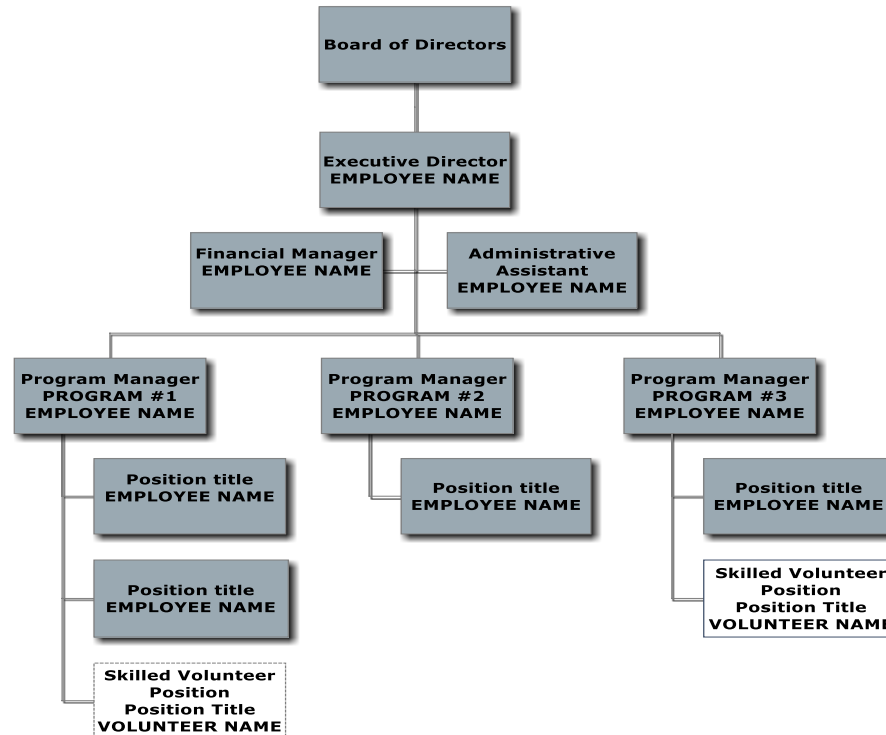 Board of Directors
Executive Director
EMPLOYEE NAME
Financial Manager
EMPLOYEE NAME
Administrative
Assistant
EMPLOYEE NAME
Program Manager
PROGRAM #1
EMPLOYEE NAME
Program Manager
PROGRAM #2
EMPLOYEE NAME
Program Manager
PROGRAM #3
EMPLOYEE NAME
Position title
EMPLOYEE NAME
Position title
EMPLOYEE NAME
Skilled Volunteer
Position
Position Title
VOLUNTEER NAME
Position title
EMPLOYEE NAME
Position title
EMPLOYEE NAME
Skilled Volunteer
Position
Position Title
VOLUNTEER NAME